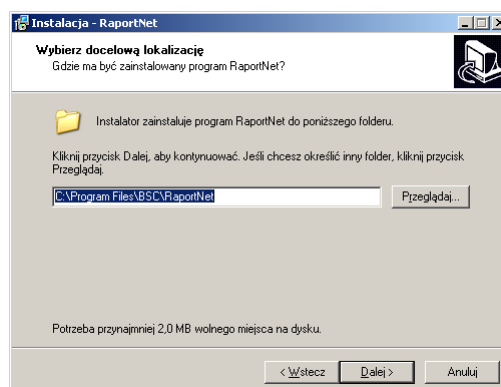 Instalacja - RaportNet
Wybierz docelową lokalizację
Gdzie ma być zainstalowany program RaportNet?
Instalator zainstaluje program RaportNet do poniższego folderu.
Kliknij przycisk Dalej, aby kontynuować. Jeśli chcesz określić inny folder, kliknij przycisk
Przeglądaj.
C:\Program Files\BSC\RaportNet
Przeglądaj...
Potrzeba przynajmniej 2,0 MB wolnego miejsca na dysku.
< Wstecz
Dalej >
Anuluj